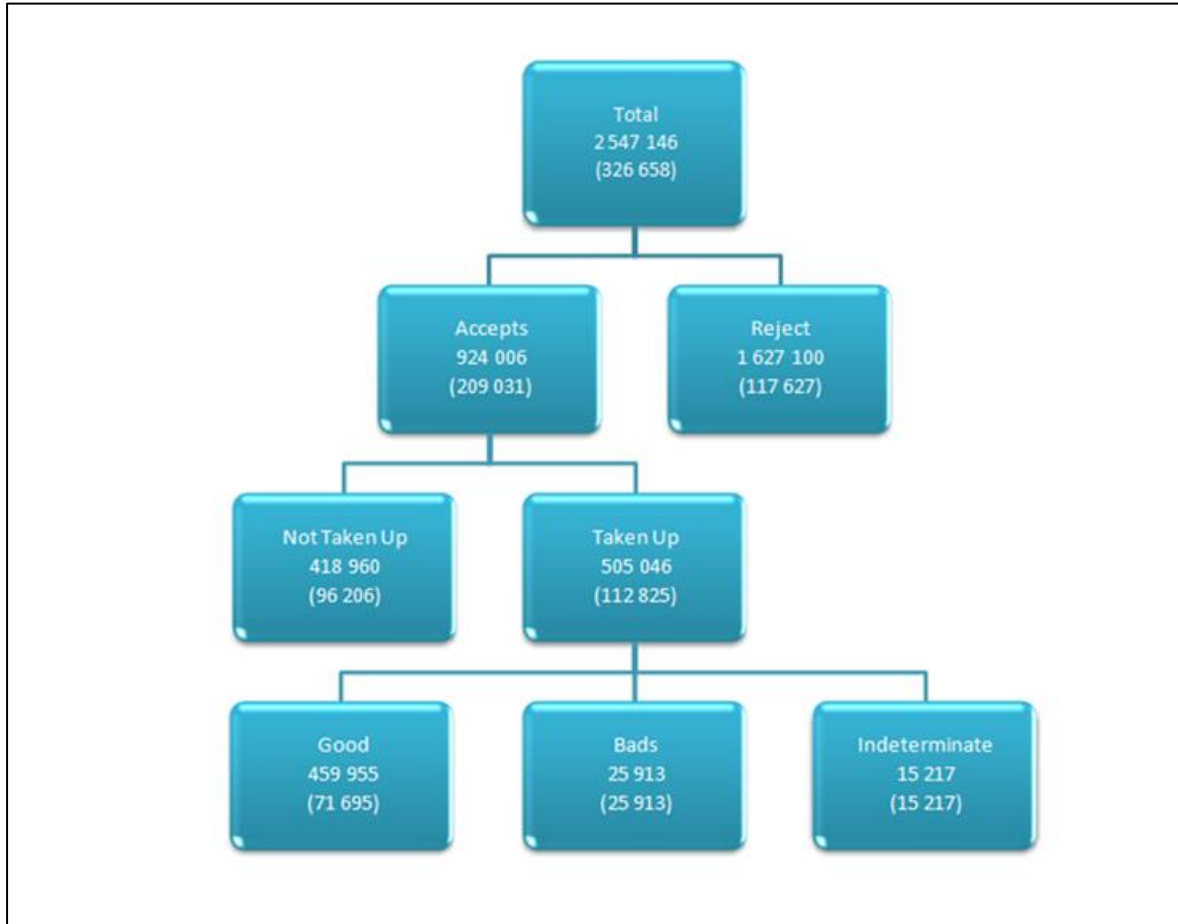 Total
2 547 146
(326 658)
Accepts
924 006
(209 031)
Reject
1 627 100
(117 627)
Not Taken Up
418 960
(96 206)
Taken Up
505 046
(112 825)
Good
459 955
(71 695)
Bads
25 913
(25 913)
Indeterminate
15 217
(15 217)